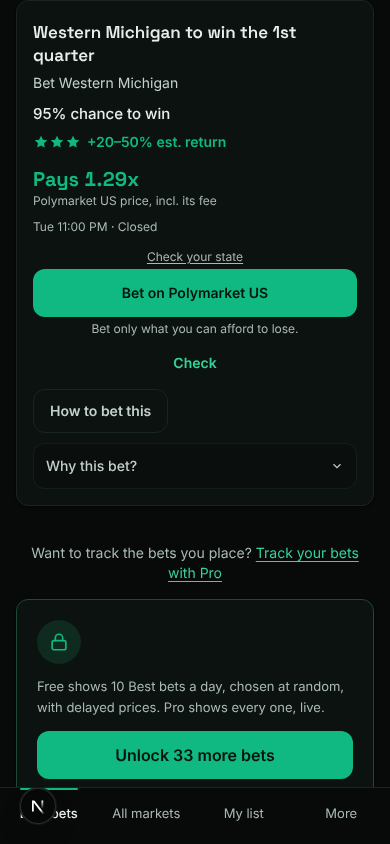 Western Michigan to win the 1st
quarter
Bet Western Michigan
95% chance to win
★★★ +20–50% est. return
Pays 1.29x
Polymarket US price, incl. its fee
Tue 11:00 PM · Closed
Check your state
Bet on Polymarket US
Bet only what you can afford to lose.
Check
How to bet this
Why this bet?
Want to track the bets you place? Track your bets
with Pro
Free shows 10 Best bets a day, chosen at random,
with delayed prices. Pro shows every one, live.
Unlock 33 more bets
N
bets
All markets
My list
More